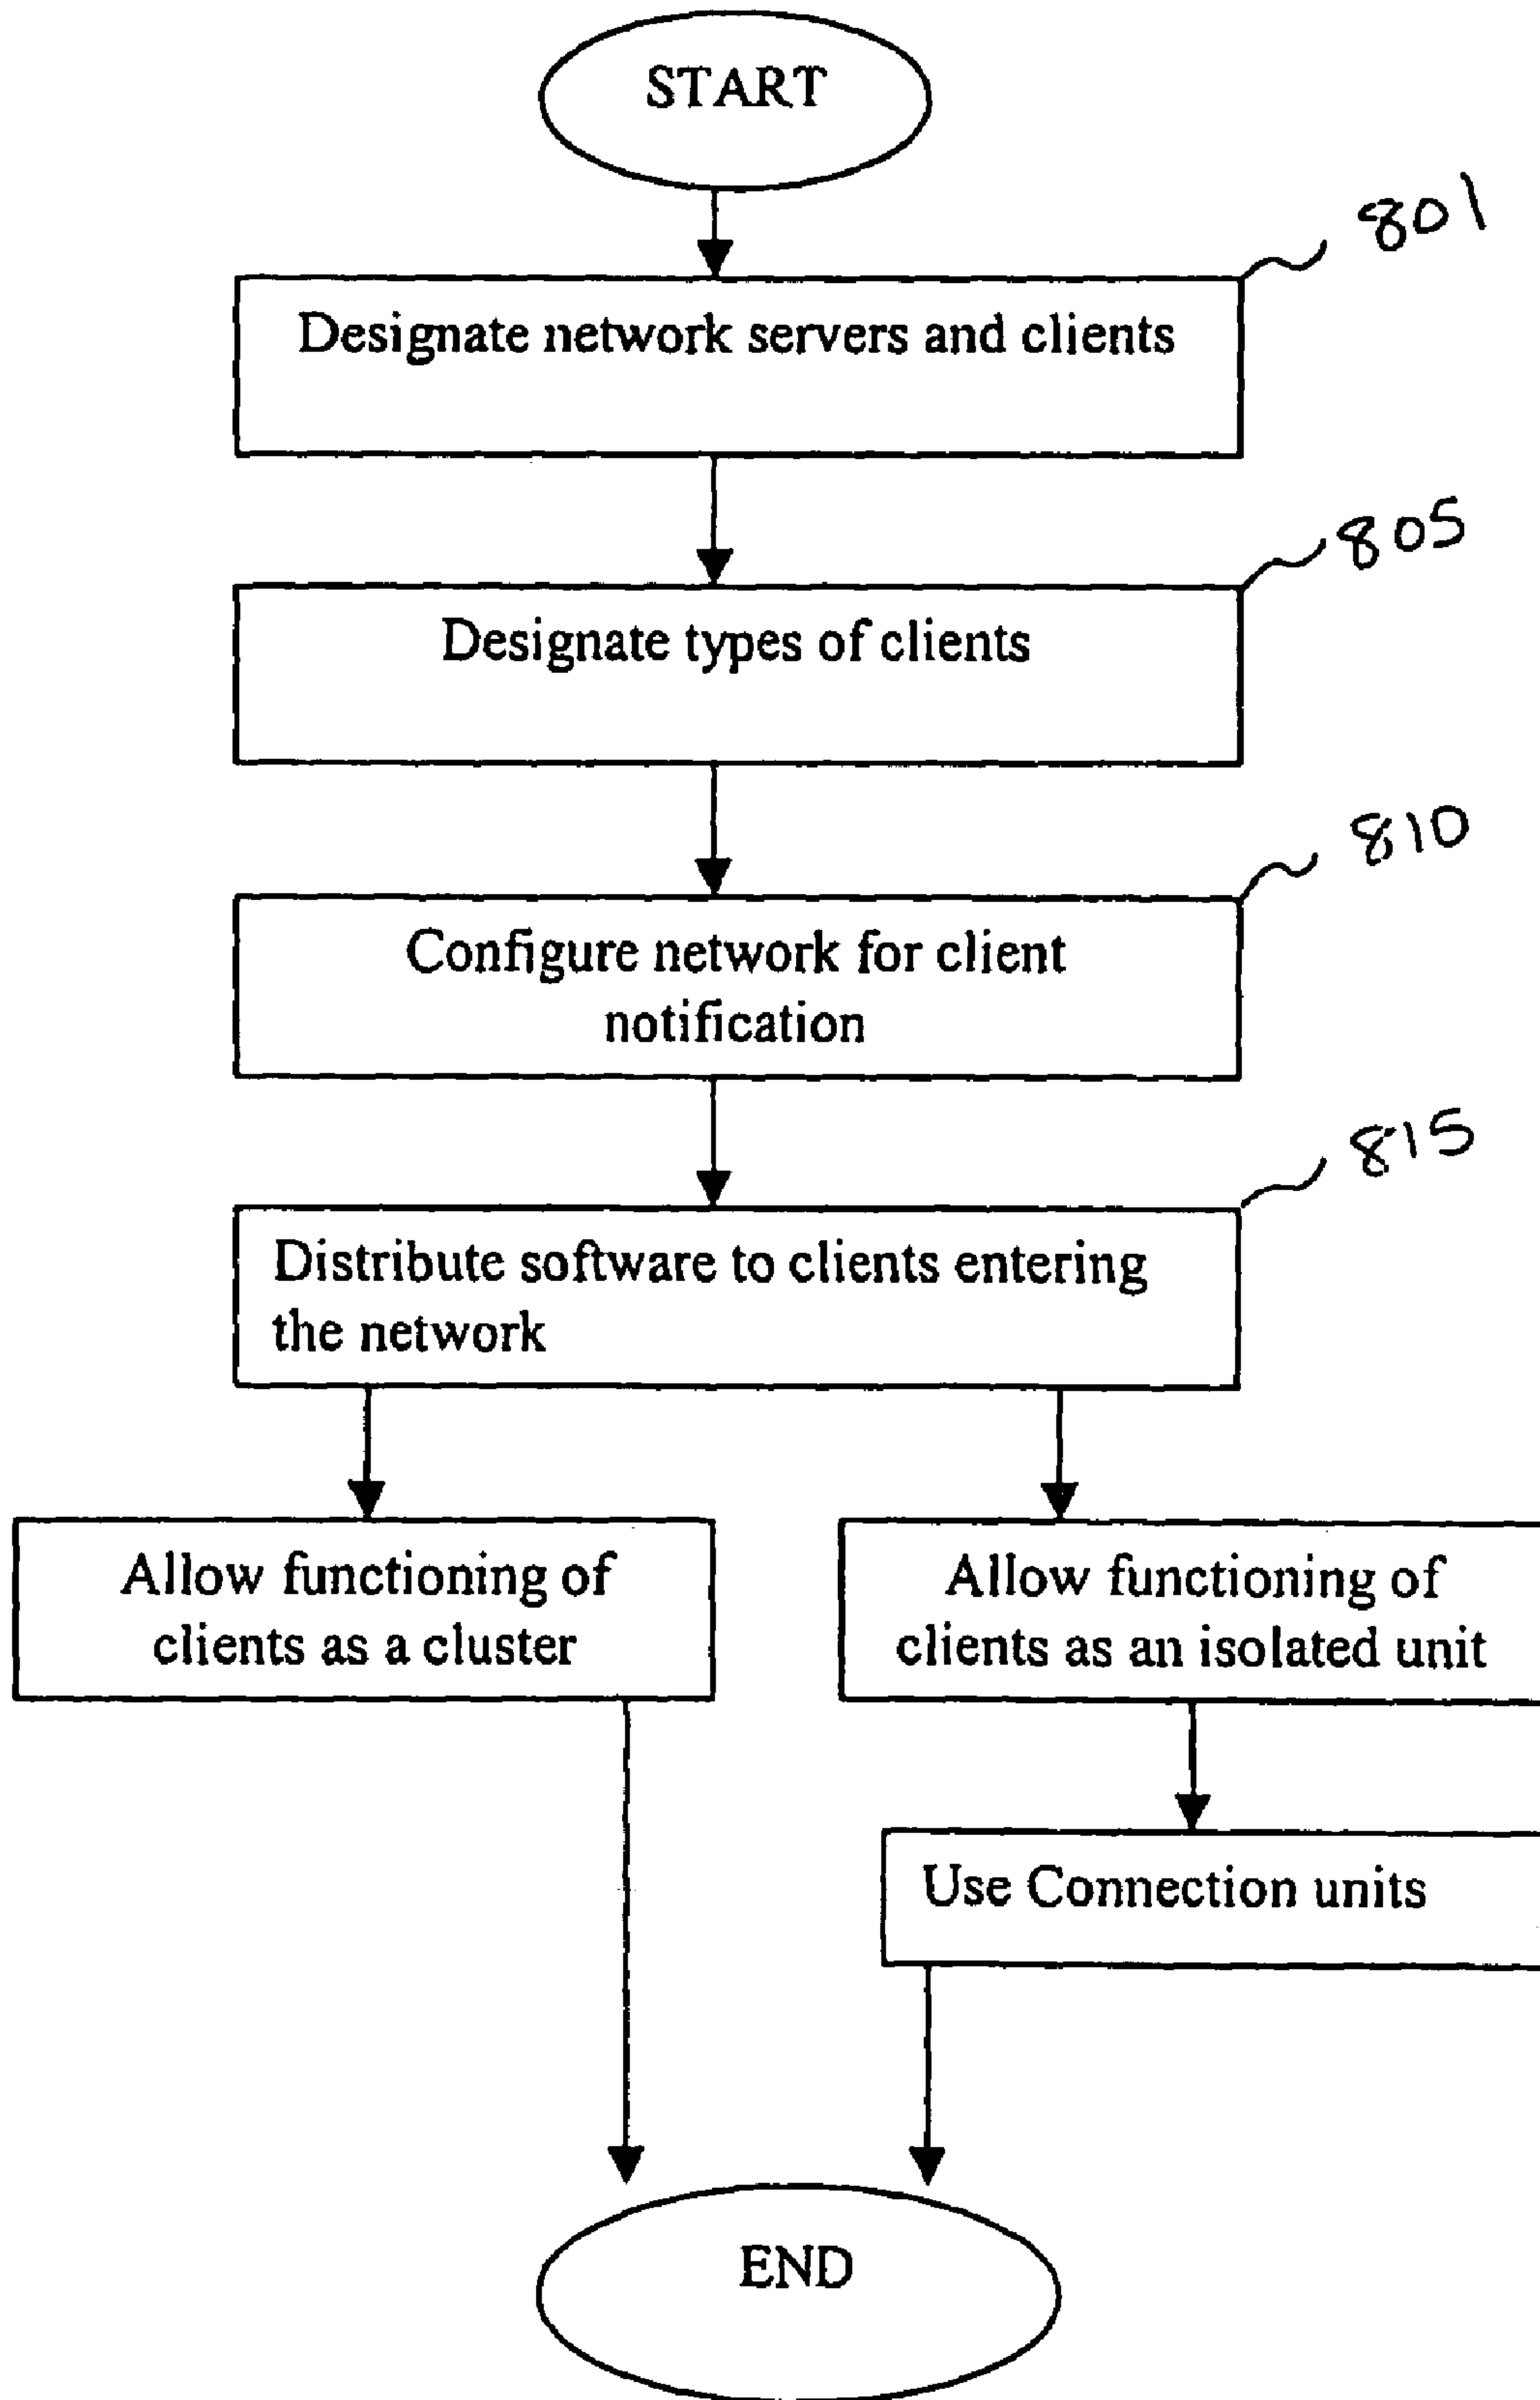 START
801
Designate network servers and clients
805
Designate types of clients
810
Configure network for client
notification
815
Distribute software to clients entering
the network
Allow functioning of
clients as a cluster
Allow functioning of
clients as an isolated unit
Use Connection units
END